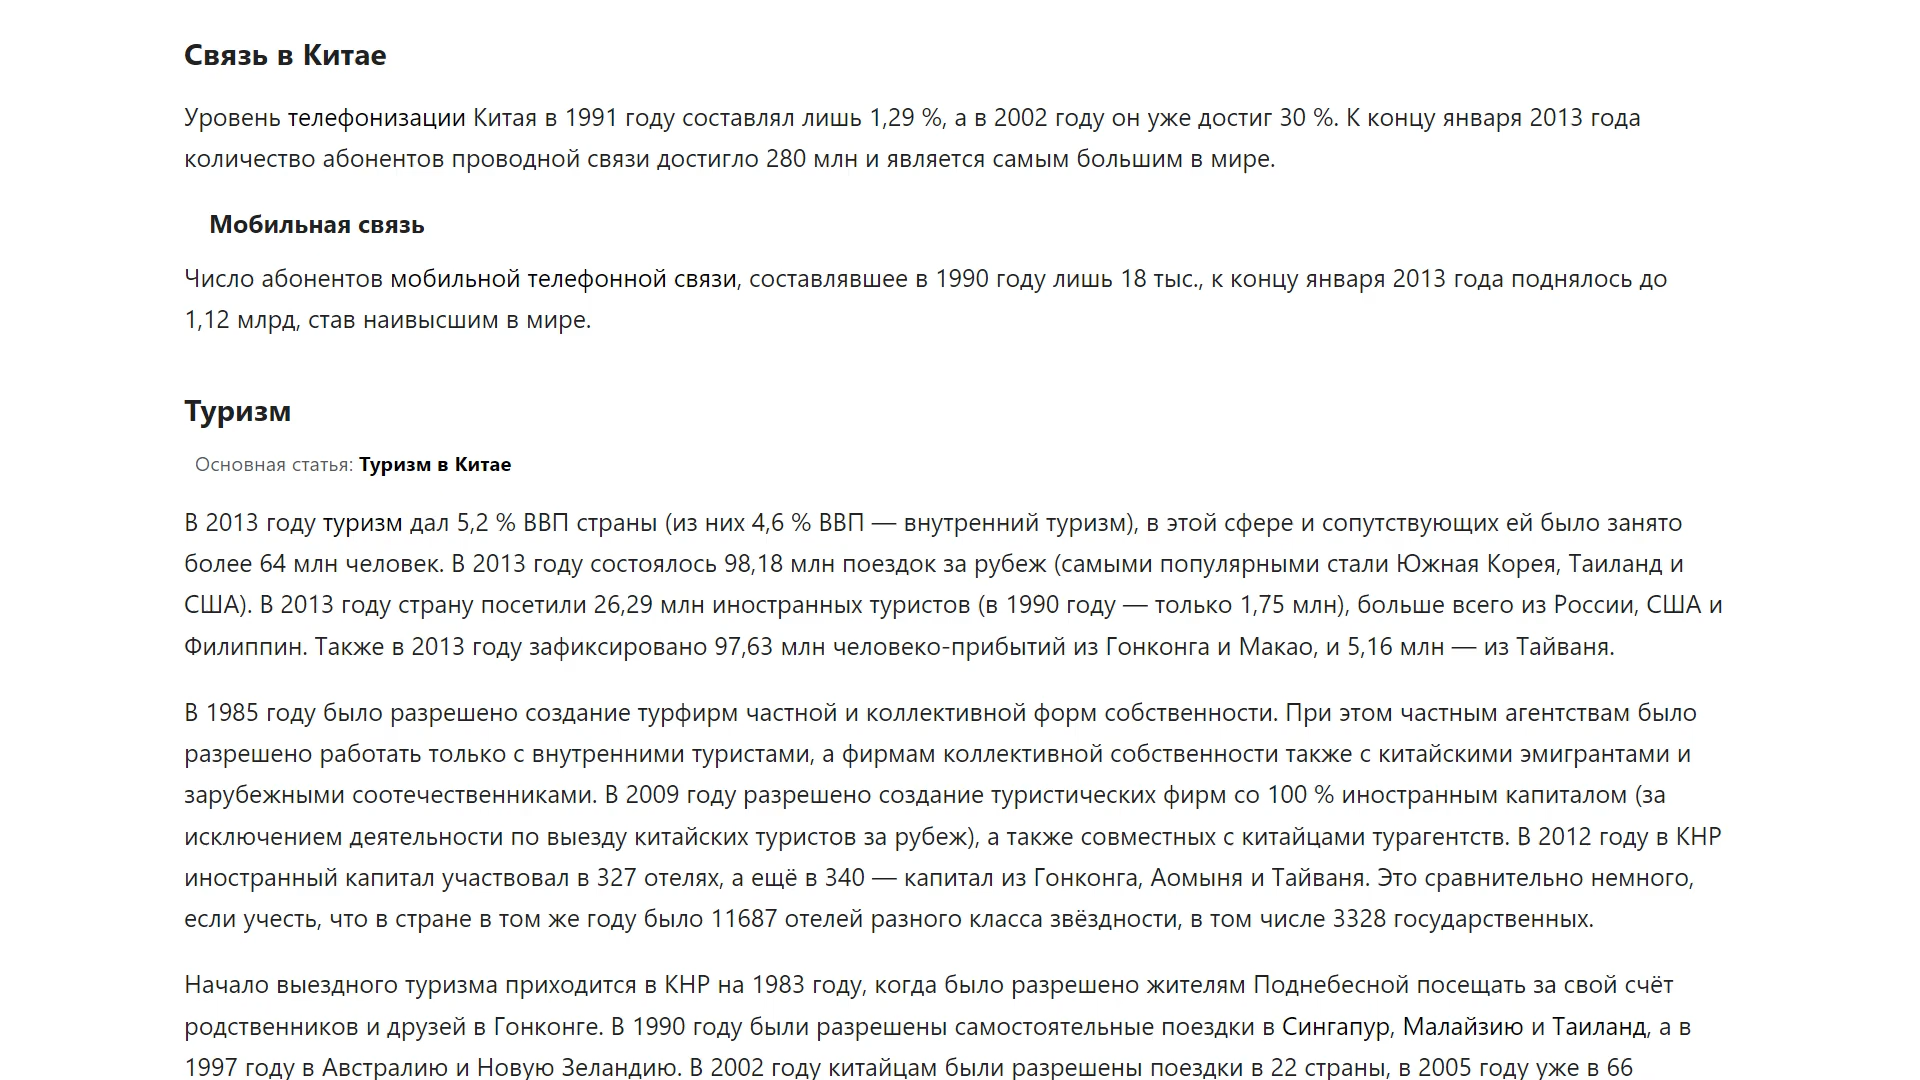 Связь в Китае
Уровень телефонизации Китая в 1991 году составлял лишь 1,29 %, а в 2002 году он уже достиг 30 %. К концу января 2013 года
количество абонентов проводной связи достигло 280 млн и является самым большим в мире.
Мобильная связь
Число абонентов мобильной телефонной связи, составлявшее в 1990 году лишь 18 тыс., к концу января 2013 года поднялось до
1,12 млрд, став наивысшим в мире.
Туризм
Основная статья: Туризм в Китае
В 2013 году туризм дал 5,2 % ВВП страны (из них 4,6 % ВВП — внутренний туризм), в этой сфере и сопутствующих ей было занято
более 64 млн человек. В 2013 году состоялось 98,18 млн поездок за рубеж (самыми популярными стали Южная Корея, Таиланд и
США). В 2013 году страну посетили 26,29 млн иностранных туристов (в 1990 году — только 1,75 млн), больше всего из России, США и
Филиппин. Также в 2013 году зафиксировано 97,63 млн человеко-прибытий из Гонконга и Макао, и 5,16 млн — из Тайваня.
В 1985 году было разрешено создание турфирм частной и коллективной форм собственности. При этом частным агентствам было
разрешено работать только с внутренними туристами, а фирмам коллективной собственности также с китайскими эмигрантами и
зарубежными соотечественниками. В 2009 году разрешено создание туристических фирм со 100 % иностранным капиталом (за
исключением деятельности по выезду китайских туристов за рубеж), а также совместных с китайцами турагентств. В 2012 году в КНР
иностранный капитал участвовал в 327 отелях, а ещё в 340 — капитал из Гонконга, Аомыня и Тайваня. Это сравнительно немного,
если учесть, что в стране в том же году было 11687 отелей разного класса звёздности, в том числе 3328 государственных.
Начало выездного туризма приходится в КНР на 1983 году, когда было разрешено жителям Поднебесной посещать за свой счёт
родственников и друзей в Гонконге. В 1990 году были разрешены самостоятельные поездки в Сингапур, Малайзию и Таиланд, а в
1997 году в Австралию и Новую Зеландию. В 2002 году китайцам были разрешены поездки в 22 страны, в 2005 году уже в 66